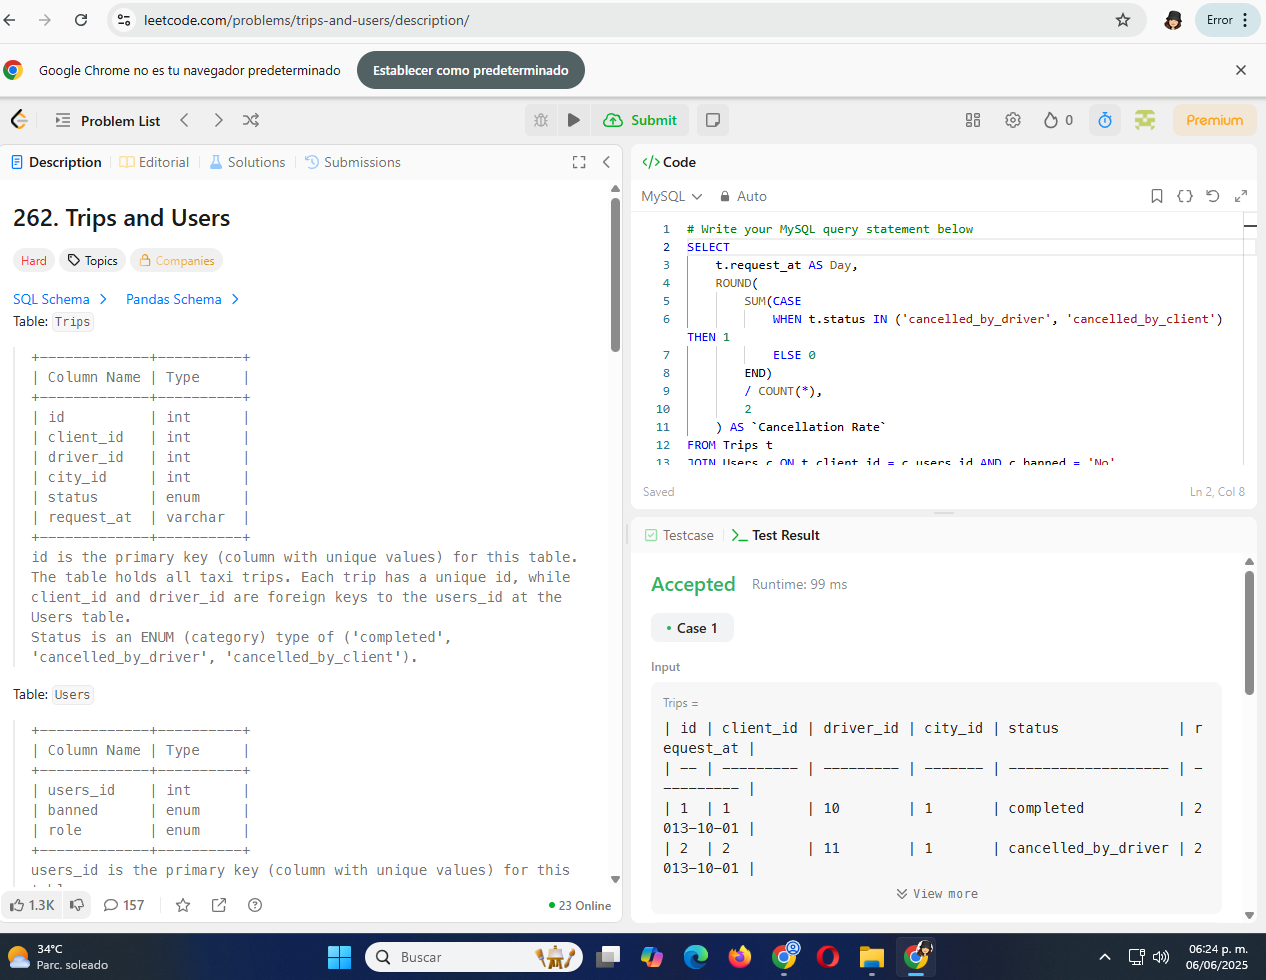 leetcode.com/problems/trips-and-users/description/
Error
Google Chrome no es tu navegador predeterminado
Establecer como predeterminado
Problem List
Submit
0
Premium
Description
Editorial
Solutions
Submissions
262. Trips and Users
Hard
Topics
Companies
SQL Schema
Pandas Schema
Table: Trips
+-------------+----------+
| Column Name | Type     |
+-------------+----------+
| id          | int      |
| client_id   | int      |
| driver_id   | int      |
| city_id     | int      |
| status      | enum     |
| request_at  | varchar  |
+-------------+----------+
id is the primary key (column with unique values) for this table.
The table holds all taxi trips. Each trip has a unique id, while
client_id and driver_id are foreign keys to the users_id at the
Users table.
Status is an ENUM (category) type of ('completed',
'cancelled_by_driver', 'cancelled_by_client').
Table: Users
+-------------+----------+
| Column Name | Type     |
+-------------+----------+
| users_id    | int      |
| banned      | enum     |
| role        | enum     |
+-------------+----------+
users_id is the primary key (column with unique values) for this
1.3K
157
23 Online
Code
MySQL
Auto
1 # Write your MySQL query statement below
2 SELECT
3     t.request_at AS Day,
4     ROUND(
5         SUM(CASE
6             WHEN t.status IN ('cancelled_by_driver', 'cancelled_by_client')
THEN 1
7             ELSE 0
8         END)
9         / COUNT(*),
10         2
11     ) AS `Cancellation Rate`
12 FROM Trips t
13 JOIN Users c ON t.client_id = c.users_id AND c.banned = 'No'
Saved
Ln 2, Col 8
Testcase
Test Result
Accepted
Runtime: 99 ms
Case 1
Input
Trips =
| id | client_id | driver_id | city_id | status              | r
equest_at |
| -- | --------- | --------- | ------- | ------------------- | -
--------- |
| 1  | 1         | 10        | 1       | completed           | 2
013-10-01 |
| 2  | 2         | 11        | 1       | cancelled_by_driver | 2
013-10-01 |
View more
34°C
Parc. soleado
Buscar
06:24 p. m.
06/06/2025